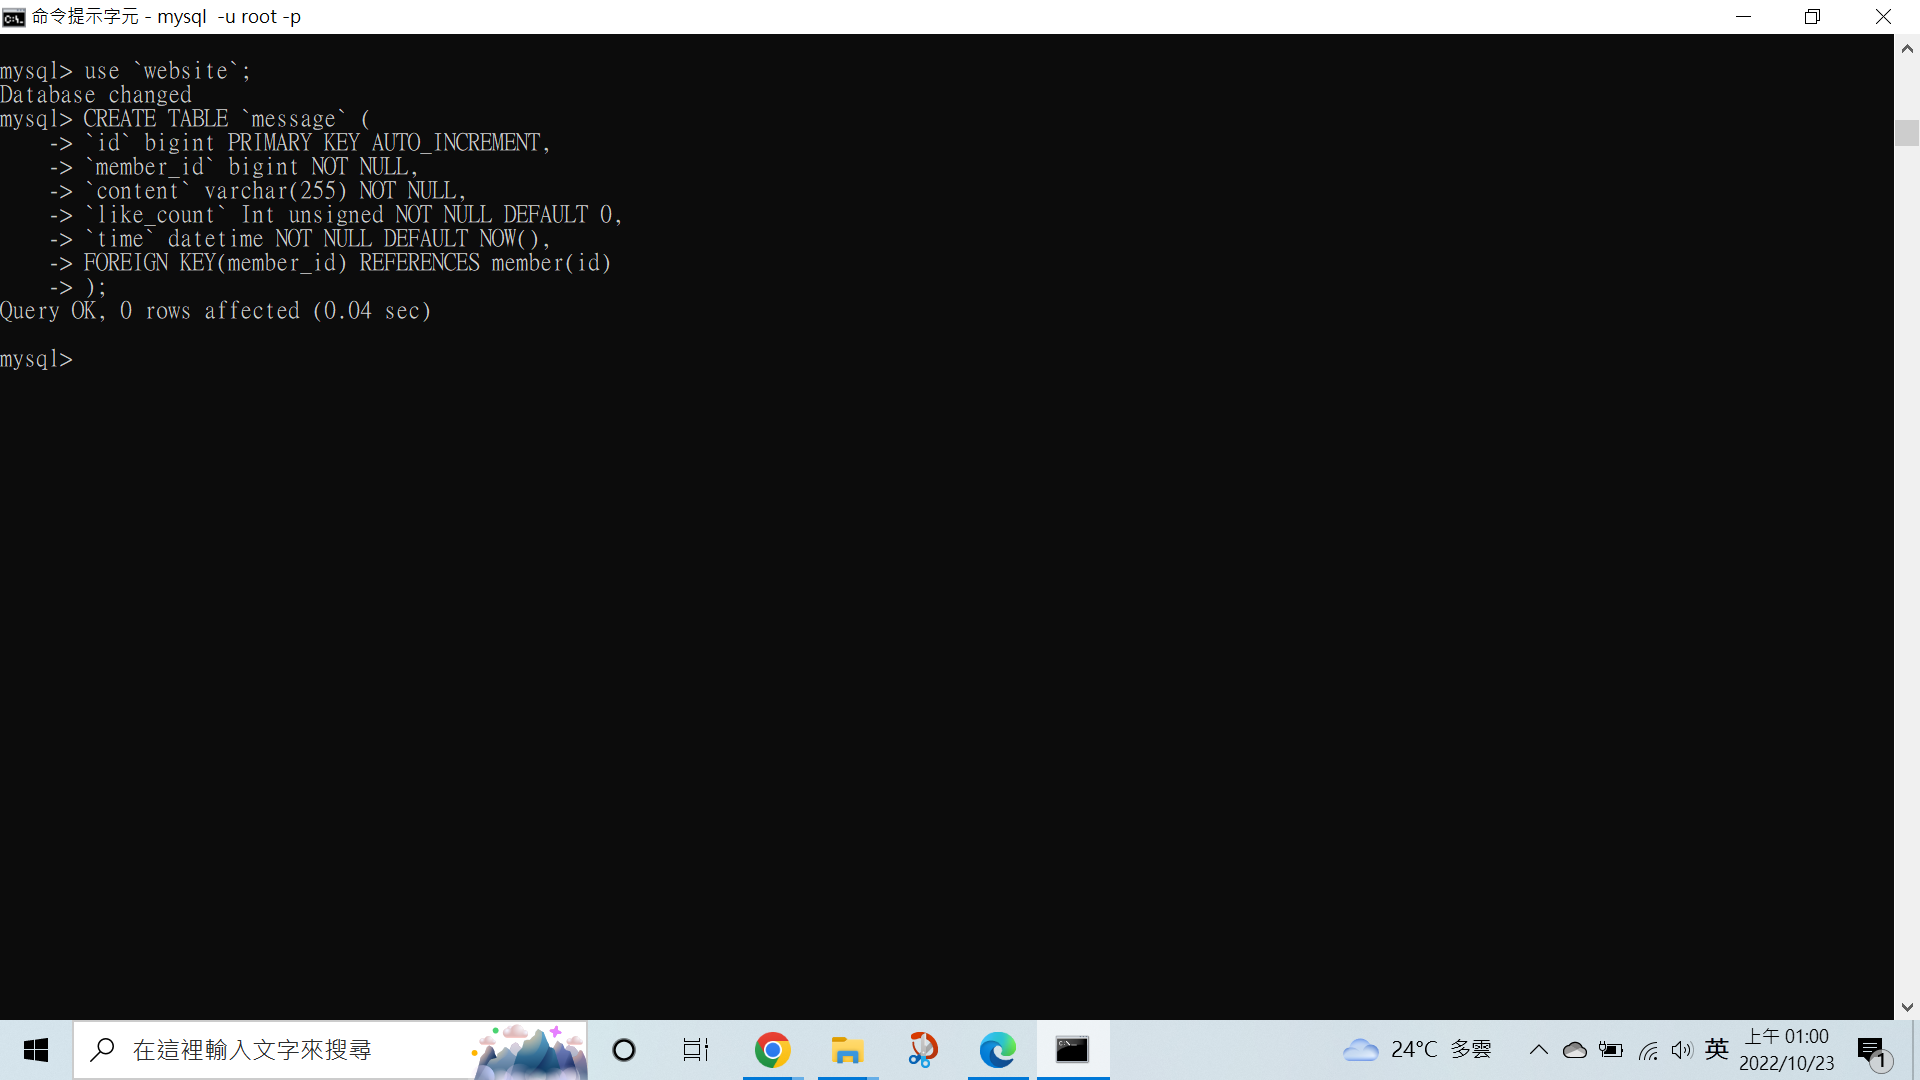 命令提示字元 - mysql  -u root -p
mysql> use `website`;
Database changed
mysql> CREATE TABLE `message` (
    -> `id` bigint PRIMARY KEY AUTO_INCREMENT,
    -> `member_id` bigint NOT NULL,
    -> `content` varchar(255) NOT NULL,
    -> `like_count` Int unsigned NOT NULL DEFAULT 0,
    -> `time` datetime NOT NULL DEFAULT NOW(),
    -> FOREIGN KEY(member_id) REFERENCES member(id)
    -> );
Query OK, 0 rows affected (0.04 sec)
mysql>
在這裡輸入文字來搜尋
24°C 多雲
英
上午 01:00
2022/10/23
1